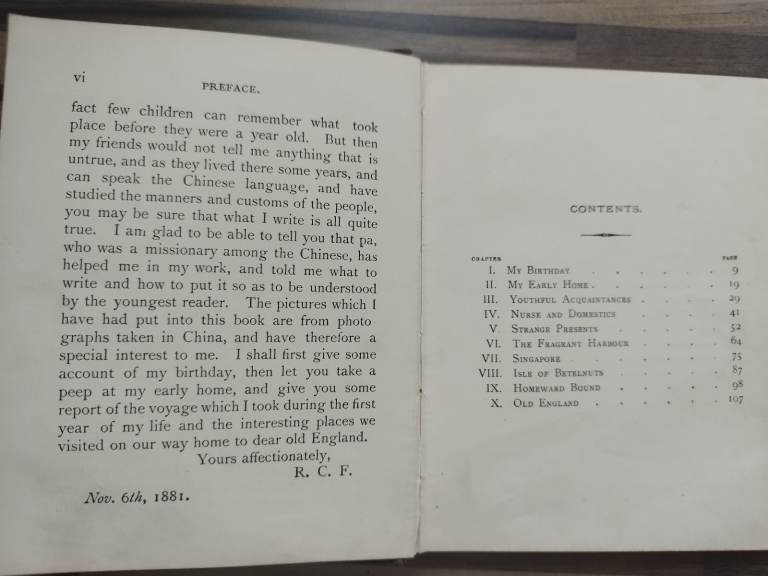 vi
PREFACE.
fact few children can remember what took
place before they were a year old. But then
my friends would not tell me anything that is
untrue, and as they lived there some years, and
can speak the Chinese language, and have
studied the manners and customs of the people,
you may be sure that what I write is all quite
true. I am glad to be able to tell you that pa,
who was a missionary among the Chinese, has
helped me in my work, and told me what to
write and how to put it so as to be understood
by the youngest reader. The pictures which I
have had put into this book are from photo
graphs taken in China, and have therefore a
special interest to me. I shall first give some
account of my birthday, then let you take a
peep at my early home, and give you some
report of the voyage which I took during the first
year of my life and the interesting places we
visited on our way home to dear old England.
Yours affectionately,
R. C. F.
Nov. 6th, 1881.
CONTENTS.
CHAPTER PAGE
I. My Birthday . . . . . 9
II. My Early Home . . . . . 19
III. Youthful Acquaintances . . . . 29
IV. Nurse and Domestics . . . . 41
V. Strange Presents . . . . 52
VI. The Fragrant Harbour . . . . 64
VII. Singapore . . . . . 75
VIII. Isle of Betelnuts . . . . 87
IX. Homeward Bound . . . . 98
X. Old England . . . . . 107